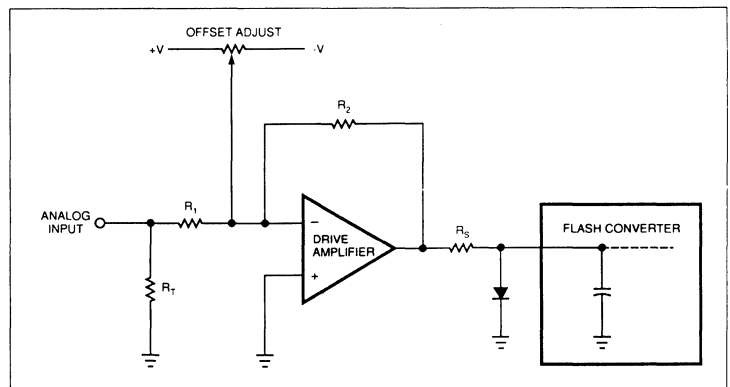 OFFSET ADJUST
+V
-V
R2
R1
ANALOG
INPUT
−
DRIVE
AMPLIFIER
+
RS
FLASH CONVERTER
RT